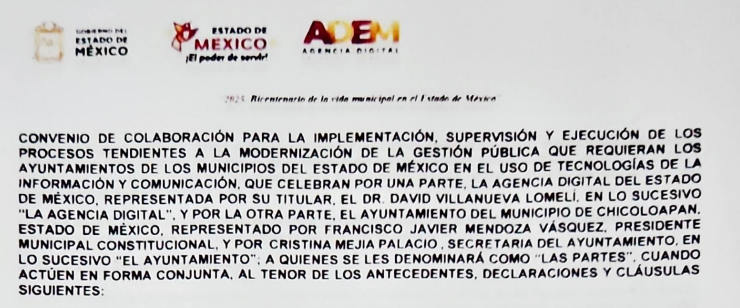 GOBIERNO DEL
ESTADO DE
MÉXICO
ESTADO DE
MÉXICO
¡El poder de servir!
ADEM
AGENCIA DIGITAL
"2025. Bicentenario de la vida municipal en el Estado de México"
CONVENIO DE COLABORACIÓN PARA LA IMPLEMENTACIÓN, SUPERVISIÓN Y EJECUCIÓN DE LOS
PROCESOS TENDIENTES A LA MODERNIZACIÓN DE LA GESTIÓN PÚBLICA QUE REQUIERAN LOS
AYUNTAMIENTOS DE LOS MUNICIPIOS DEL ESTADO DE MÉXICO EN EL USO DE TECNOLOGÍAS DE LA
INFORMACIÓN Y COMUNICACIÓN, QUE CELEBRAN POR UNA PARTE, LA AGENCIA DIGITAL DEL ESTADO
DE MÉXICO, REPRESENTADA POR SU TITULAR, EL DR. DAVID VILLANUEVA LOMELÍ, EN LO SUCESIVO
"LA AGENCIA DIGITAL", Y POR LA OTRA PARTE, EL AYUNTAMIENTO DEL MUNICIPIO DE CHICOLOAPAN,
ESTADO DE MÉXICO, REPRESENTADO POR FRANCISCO JAVIER MENDOZA VÁSQUEZ, PRESIDENTE
MUNICIPAL CONSTITUCIONAL, Y POR CRISTINA MEJIA PALACIO , SECRETARIA DEL AYUNTAMIENTO, EN
LO SUCESIVO "EL AYUNTAMIENTO"; A QUIENES SE LES DENOMINARÁ COMO "LAS PARTES", CUANDO
ACTÚEN EN FORMA CONJUNTA, AL TENOR DE LOS ANTECEDENTES, DECLARACIONES Y CLÁUSULAS
SIGUIENTES: